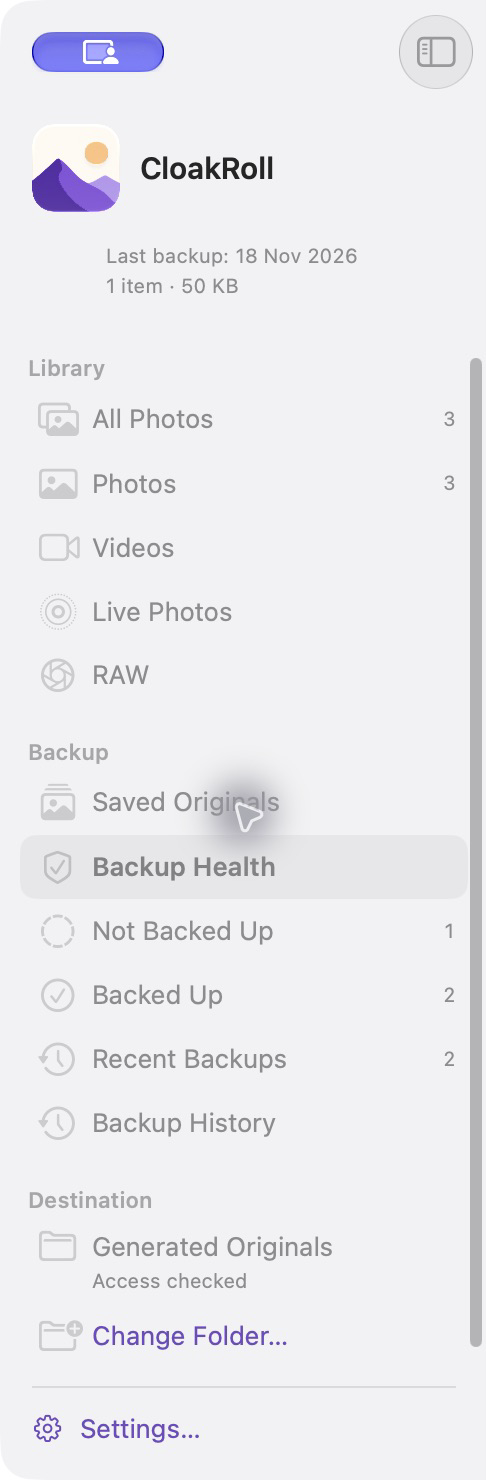 CloakRoll
Last backup: 18 Nov 2026
1 item · 50 KB
Library
All Photos 3
Photos 3
Videos
Live Photos
RAW
Backup
Saved Originals
Backup Health
Not Backed Up 1
Backed Up 2
Recent Backups 2
Backup History
Destination
Generated Originals
Access checked
Change Folder...
Settings...